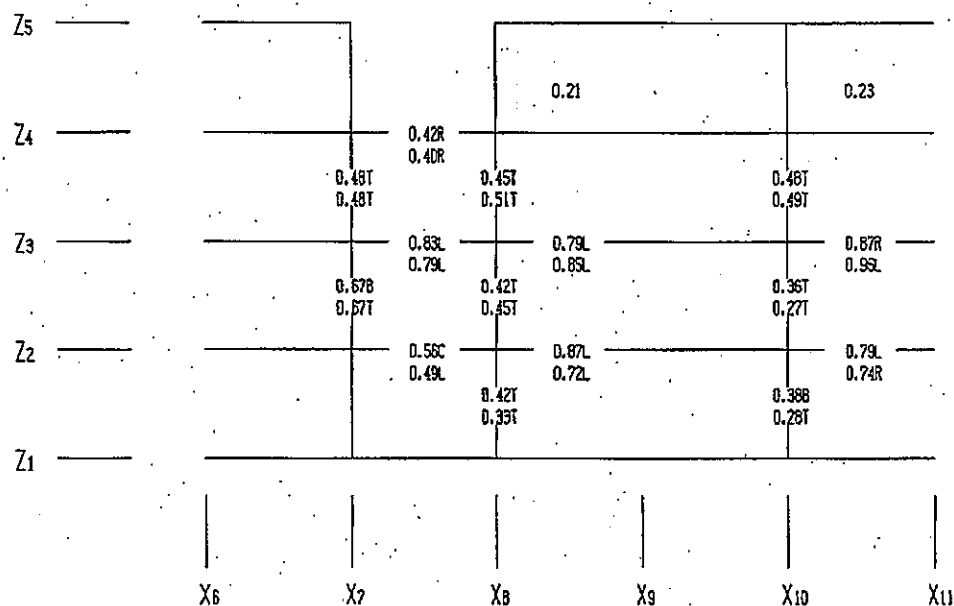 Z5
0.21 0.23
Z4
0.42R
0.40R
0.48T 0.45T 0.48T
0.48T 0.51T 0.49T
Z3 0.83L 0.79L 0.87R
0.79L 0.85L 0.95L
0.67B 0.42T 0.36T
0.67T 0.45T 0.27T
Z2 0.56C 0.87L 0.79L
0.49L 0.72L 0.74R
0.42T 0.38B
0.33T 0.28T
Z1
X6 X7 X8 X9 X10 X11